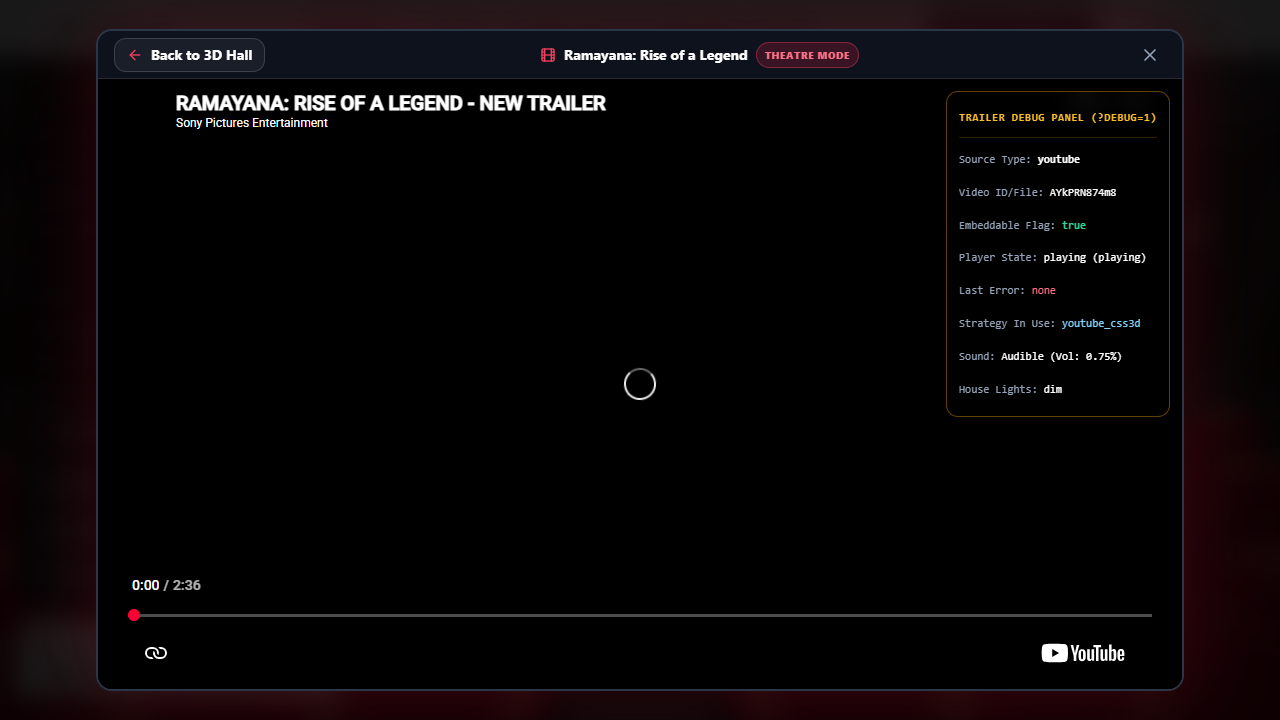 Back to 3D Hall
Ramayana: Rise of a Legend
THEATRE MODE
RAMAYANA: RISE OF A LEGEND - NEW TRAILER
Sony Pictures Entertainment
TRAILER DEBUG PANEL (?DEBUG=1)
Source Type: youtube
Video ID/File: AYkPRN874m8
Embeddable Flag: true
Player State: playing (playing)
Last Error: none
Strategy In Use: youtube_css3d
Sound: Audible (Vol: 0.75%)
House Lights: dim
0:00 / 2:36
YouTube